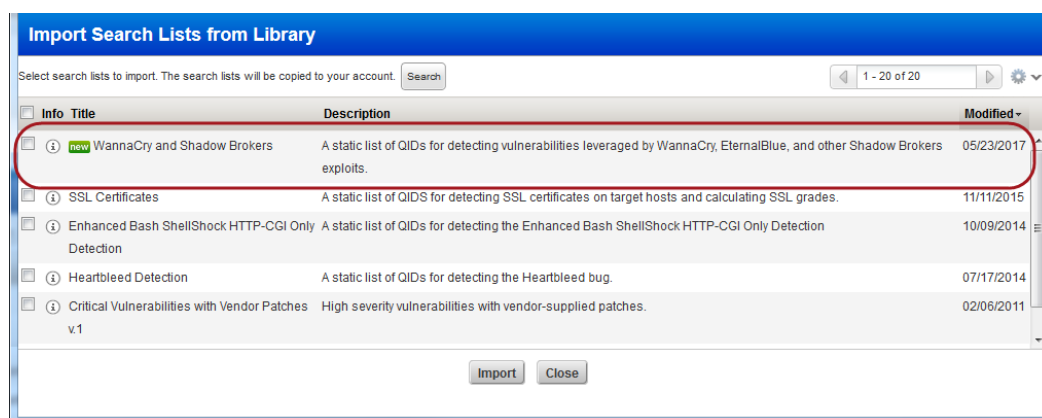 Import Search Lists from Library
Select search lists to import. The search lists will be copied to your account. Search 1 - 20 of 20
Info Title Description Modified
new WannaCry and Shadow Brokers A static list of QIDs for detecting vulnerabilities leveraged by WannaCry, EternalBlue, and other Shadow Brokers 05/23/2017
exploits.
SSL Certificates A static list of QIDS for detecting SSL certificates on target hosts and calculating SSL grades. 11/11/2015
Enhanced Bash ShellShock HTTP-CGI Only A static list of QIDs for detecting the Enhanced Bash ShellShock HTTP-CGI Only Detection 10/09/2014
Detection
Heartbleed Detection A static list of QIDs for detecting the Heartbleed bug. 07/17/2014
Critical Vulnerabilities with Vendor Patches High severity vulnerabilities with vendor-supplied patches. 02/06/2011
v.1
Import Close